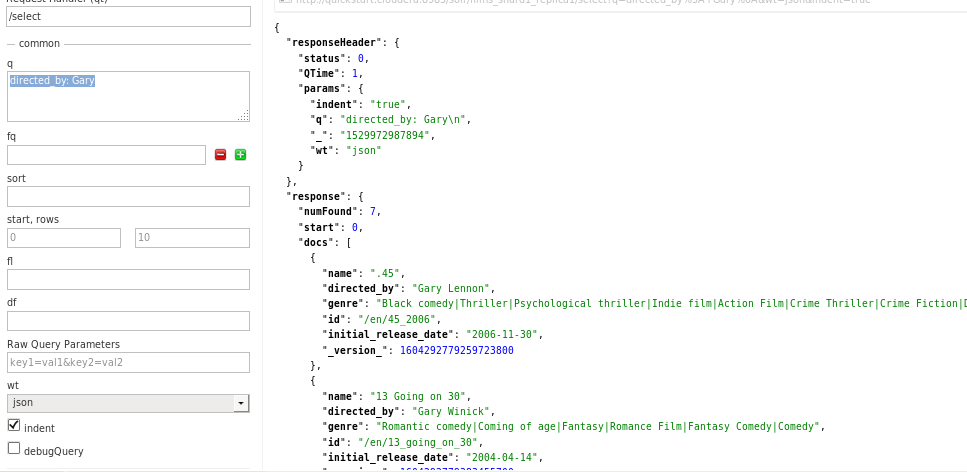 Request-Handler (qt)
/select
common
q
directed_by: Gary
fq
sort
start, rows
0
10
fl
df
Raw Query Parameters
key1=val1&key2=val2
wt
json
indent
debugQuery
{
"responseHeader": {
"status": 0,
"QTime": 1,
"params": {
"indent": "true",
"q": "directed_by: Gary\n",
"_": "1529972987894",
"wt": "json"
}
},
"response": {
"numFound": 7,
"start": 0,
"docs": [
{
"name": ".45",
"directed_by": "Gary Lennon",
"genre": "Black comedy|Thriller|Psychological thriller|Indie film|Action Film|Crime Thriller|Crime Fiction|D
"id": "/en/45_2006",
"initial_release_date": "2006-11-30",
"_version_": 1604292779259723800
},
{
"name": "13 Going on 30",
"directed_by": "Gary Winick",
"genre": "Romantic comedy|Coming of age|Fantasy|Romance Film|Fantasy Comedy|Comedy",
"id": "/en/13_going_on_30",
"initial_release_date": "2004-04-14",